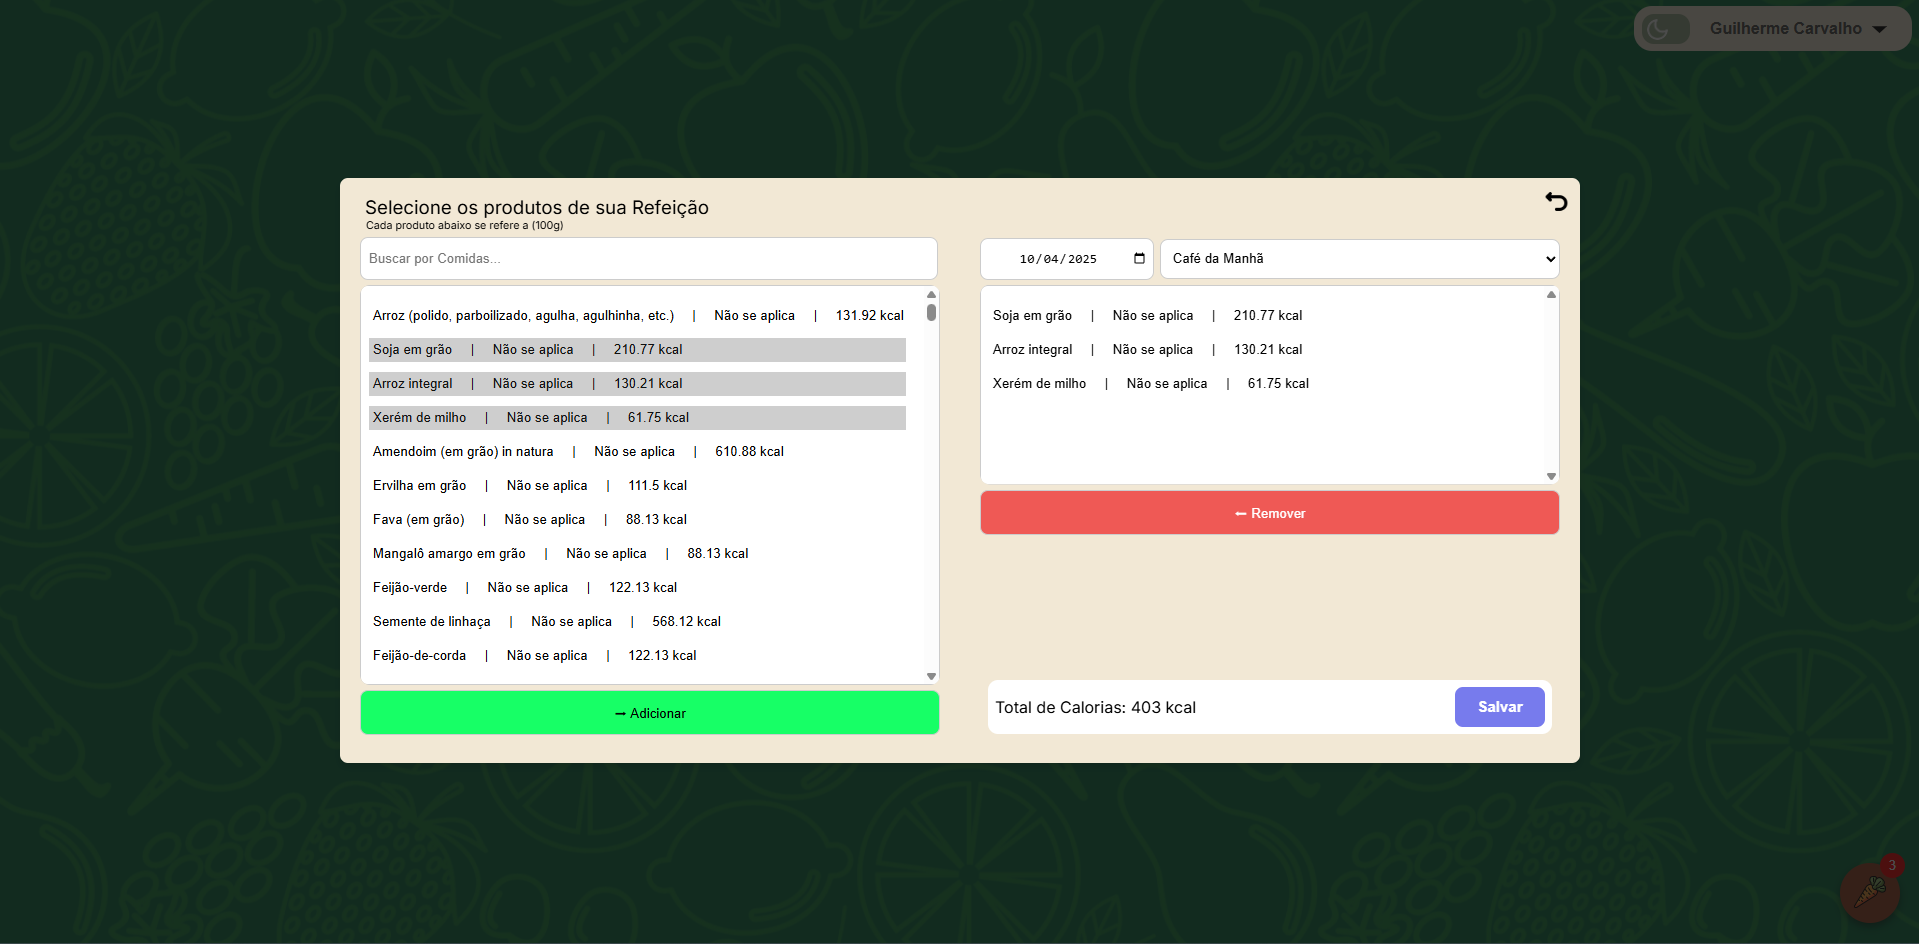 Guilherme Carvalho
Selecione os produtos de sua Refeição
Cada produto abaixo se refere a (100g)
Buscar por Comidas...
Arroz (polido, parboilizado, agulha, agulhinha, etc.) | Não se aplica | 131.92 kcal
Soja em grão | Não se aplica | 210.77 kcal
Arroz integral | Não se aplica | 130.21 kcal
Xerém de milho | Não se aplica | 61.75 kcal
Amendoim (em grão) in natura | Não se aplica | 610.88 kcal
Ervilha em grão | Não se aplica | 111.5 kcal
Fava (em grão) | Não se aplica | 88.13 kcal
Mangalô amargo em grão | Não se aplica | 88.13 kcal
Feijão-verde | Não se aplica | 122.13 kcal
Semente de linhaça | Não se aplica | 568.12 kcal
Feijão-de-corda | Não se aplica | 122.13 kcal
→ Adicionar
10/04/2025
Café da Manhã
Soja em grão | Não se aplica | 210.77 kcal
Arroz integral | Não se aplica | 130.21 kcal
Xerém de milho | Não se aplica | 61.75 kcal
← Remover
Total de Calorias: 403 kcal
Salvar
3